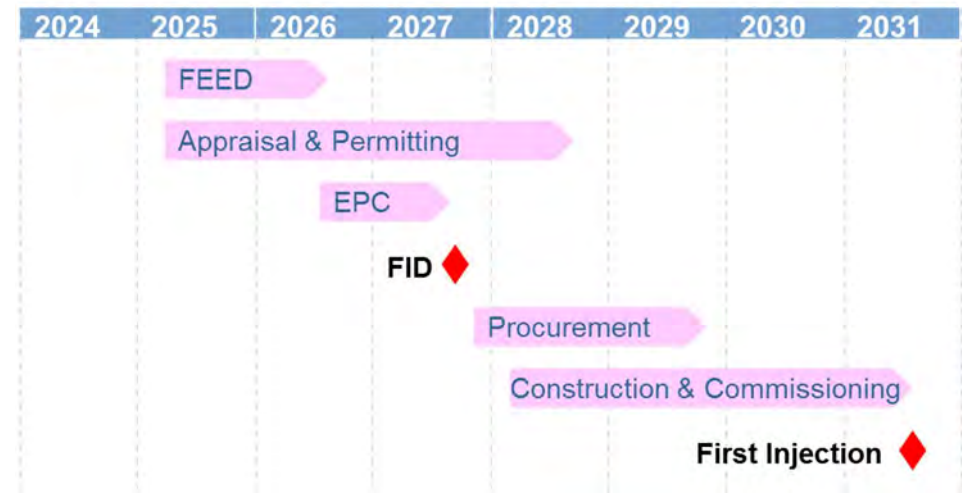 2024 2025 2026 2027 2028 2029 2030 2031
FEED
Appraisal & Permitting
EPC
FID
Procurement
Construction & Commissioning
First Injection